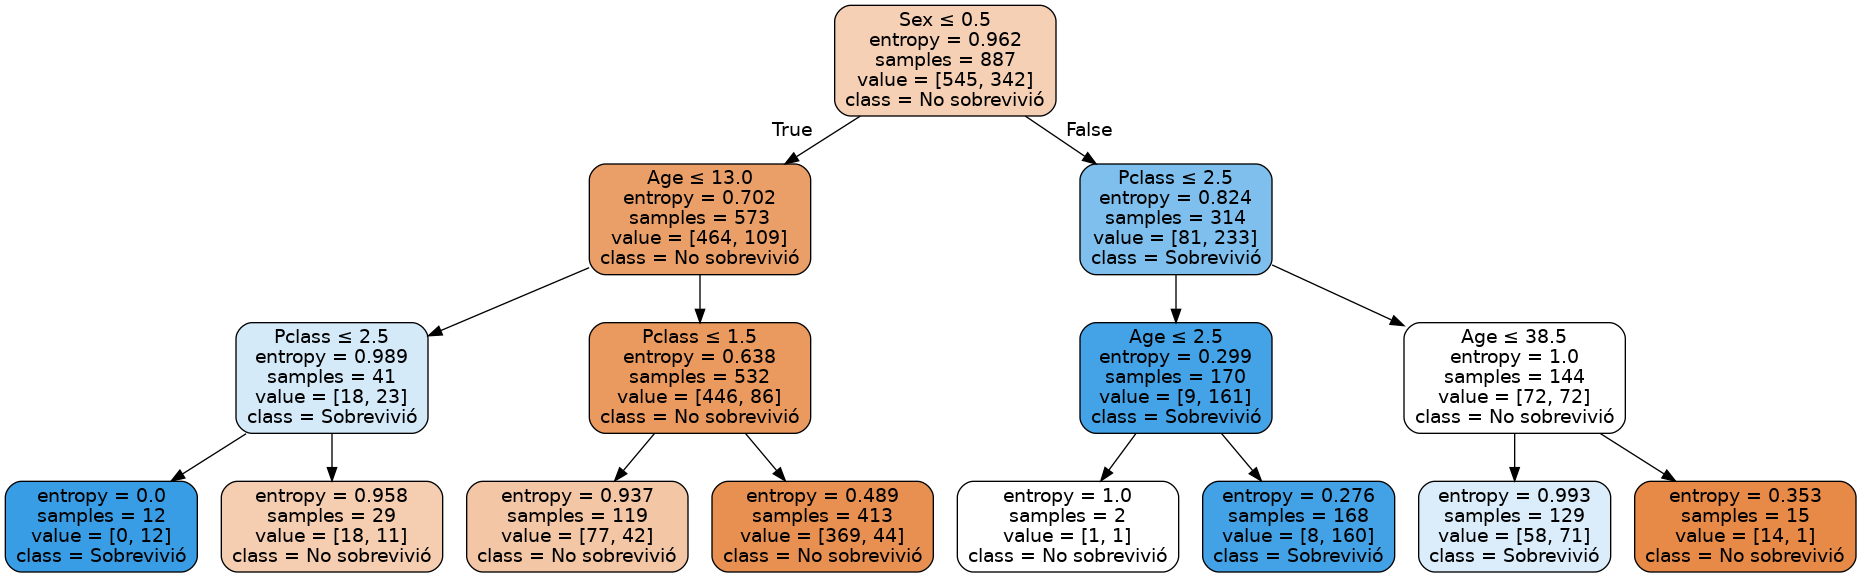 Sex ≤ 0.5
entropy = 0.962
samples = 887
value = [545, 342]
class = No sobrevivió
True
False
Age ≤ 13.0
entropy = 0.702
samples = 573
value = [464, 109]
class = No sobrevivió
Pclass ≤ 2.5
entropy = 0.824
samples = 314
value = [81, 233]
class = Sobrevivió
Pclass ≤ 2.5
entropy = 0.989
samples = 41
value = [18, 23]
class = Sobrevivió
Pclass ≤ 1.5
entropy = 0.638
samples = 532
value = [446, 86]
class = No sobrevivió
Age ≤ 2.5
entropy = 0.299
samples = 170
value = [9, 161]
class = Sobrevivió
Age ≤ 38.5
entropy = 1.0
samples = 144
value = [72, 72]
class = No sobrevivió
entropy = 0.0
samples = 12
value = [0, 12]
class = Sobrevivió
entropy = 0.958
samples = 29
value = [18, 11]
class = No sobrevivió
entropy = 0.937
samples = 119
value = [77, 42]
class = No sobrevivió
entropy = 0.489
samples = 413
value = [369, 44]
class = No sobrevivió
entropy = 1.0
samples = 2
value = [1, 1]
class = No sobrevivió
entropy = 0.276
samples = 168
value = [8, 160]
class = Sobrevivió
entropy = 0.993
samples = 129
value = [58, 71]
class = Sobrevivió
entropy = 0.353
samples = 15
value = [14, 1]
class = No sobrevivió